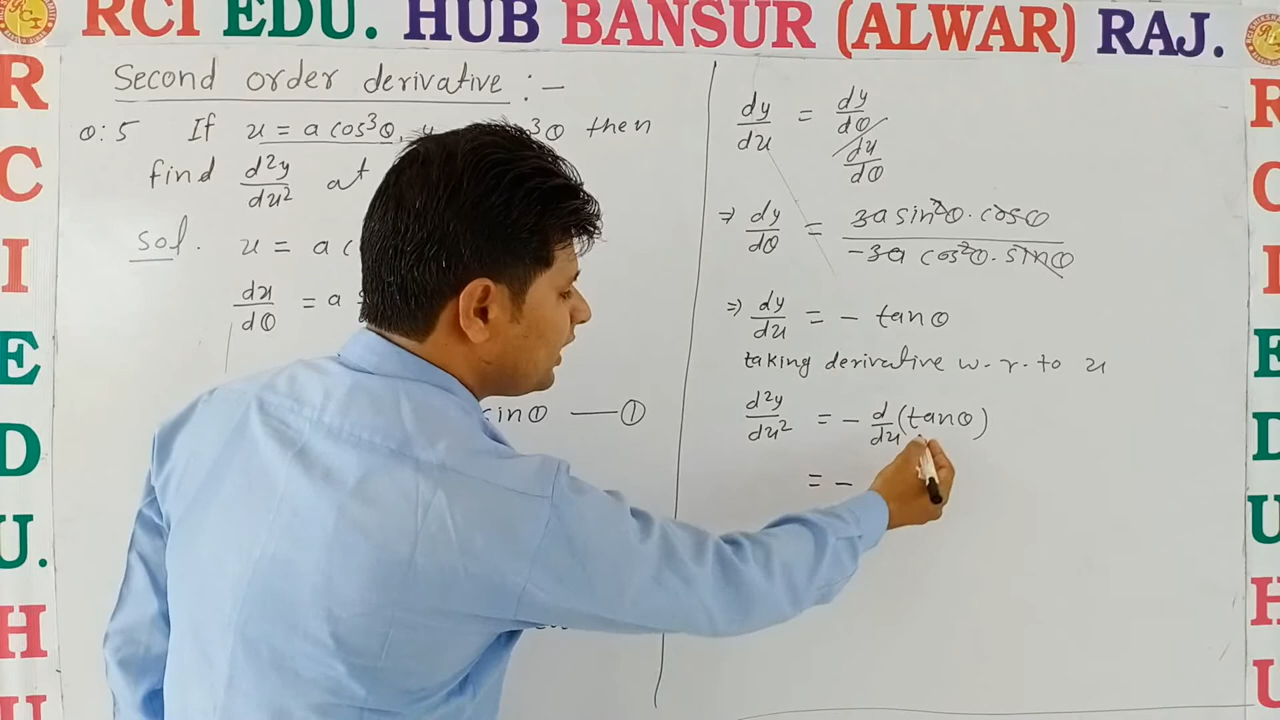 RCI EDU. HUB BANSUR (ALWAR) RAJ.
R
C
I
E
D
U.
H
U
Second order derivative :-
Q: 5 If x = a cos³θ, ³θ then
find d²y/dx² at
sol. x =
dx/dθ = a
sinθ — ①
dy/dx = dy/dθ / dx/dθ
⇒ dy/dθ = 3a sin²θ . cosθ / -3a cos²θ . sinθ
⇒ dy/dx = - tanθ
taking derivative w.r.to x
d²y/dx² = - d/dx (tanθ)
= -
R
C
I
E
D
U
H
U